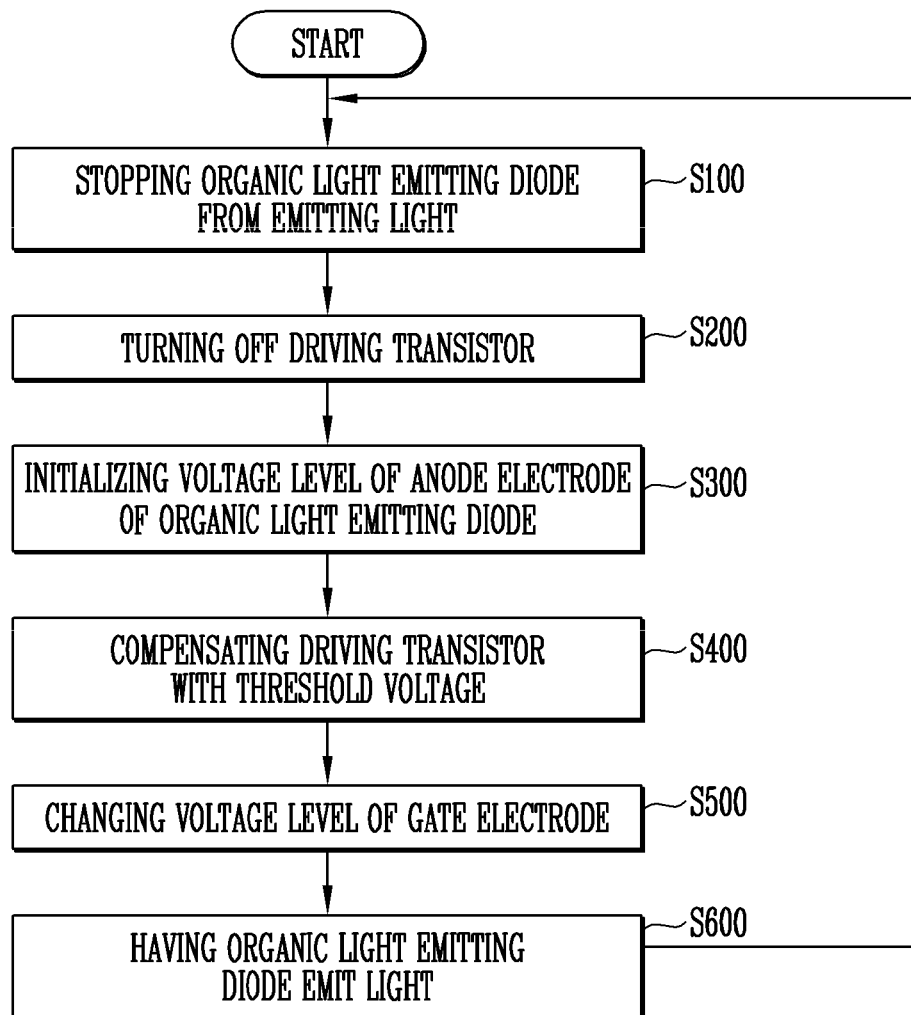 START
STOPPING ORGANIC LIGHT EMITTING DIODE
FROM EMITTING LIGHT
S100
TURNING OFF DRIVING TRANSISTOR
S200
INITIALIZING VOLTAGE LEVEL OF ANODE ELECTRODE
OF ORGANIC LIGHT EMITTING DIODE
S300
COMPENSATING DRIVING TRANSISTOR
WITH THRESHOLD VOLTAGE
S400
CHANGING VOLTAGE LEVEL OF GATE ELECTRODE
S500
HAVING ORGANIC LIGHT EMITTING
DIODE EMIT LIGHT
S600